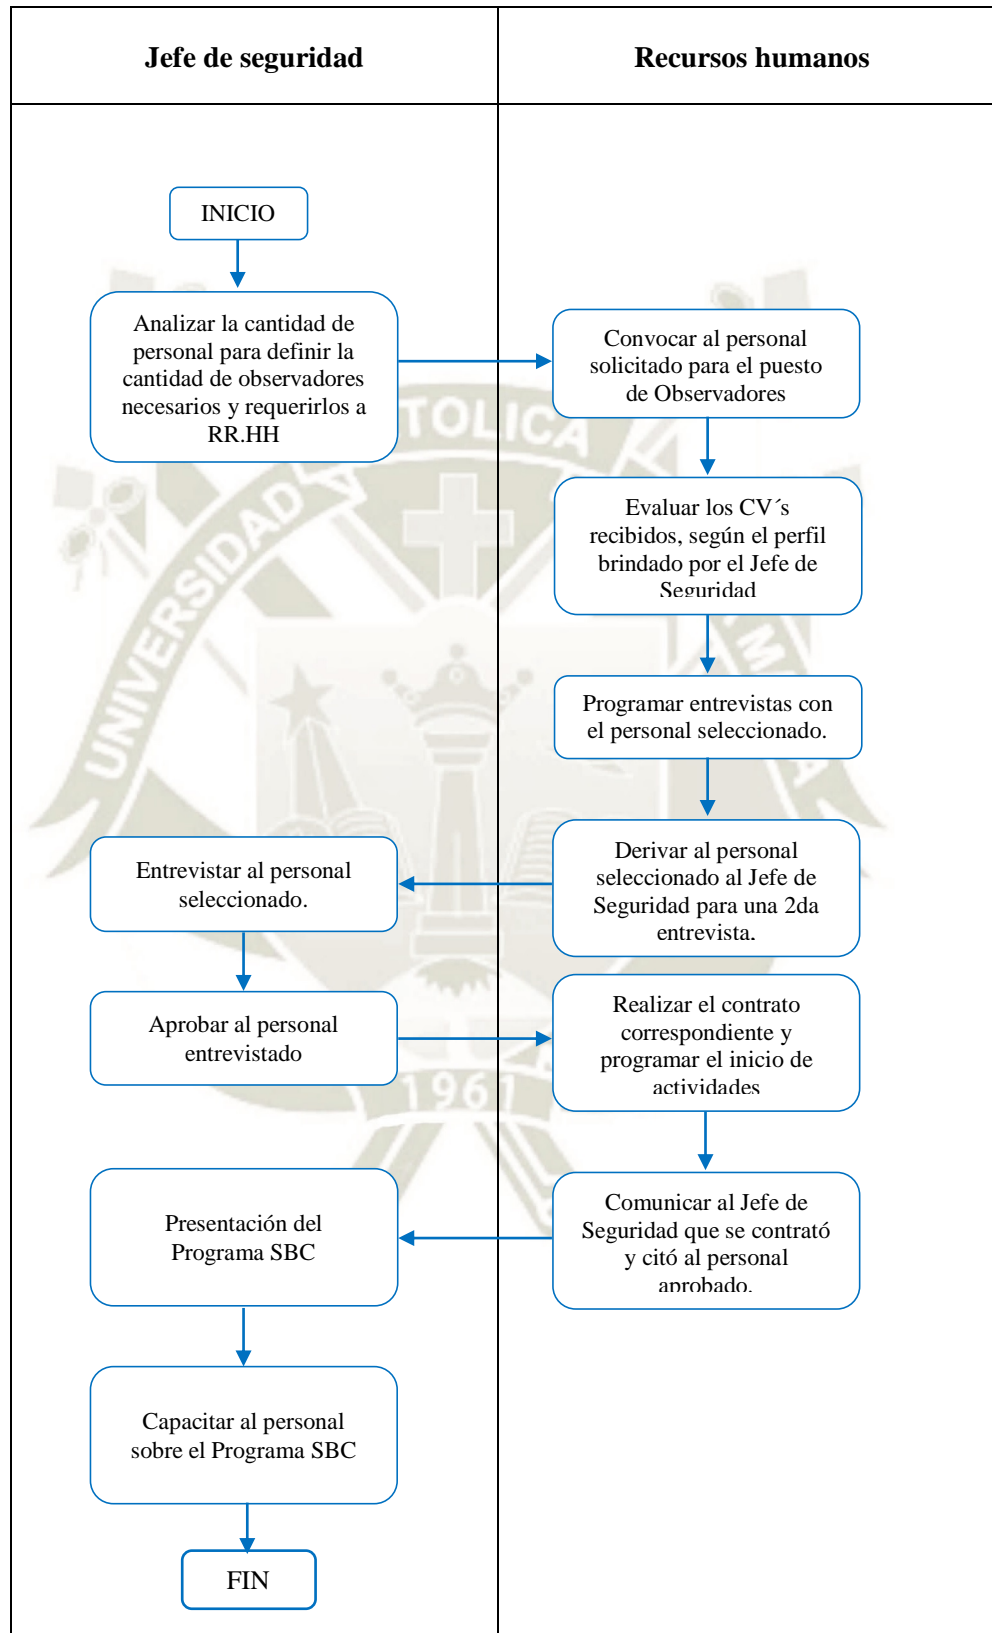 Jefe de seguridad
Recursos humanos
INICIO
Analizar la cantidad de
personal para definir la
cantidad de observadores
necesarios y requerirlos a
RR.HH
Convocar al personal
solicitado para el puesto
de Observadores
Evaluar los CV´s
recibidos, según el perfil
brindado por el Jefe de
Seguridad
Programar entrevistas con
el personal seleccionado.
Derivar al personal
seleccionado al Jefe de
Seguridad para una 2da
entrevista.
Entrevistar al personal
seleccionado.
Aprobar al personal
entrevistado
Realizar el contrato
correspondiente y
programar el inicio de
actividades
Comunicar al Jefe de
Seguridad que se contrató
y citó al personal
aprobado.
Presentación del
Programa SBC
Capacitar al personal
sobre el Programa SBC
FIN
UNIVERSIDAD
TOLICA
MA
1961